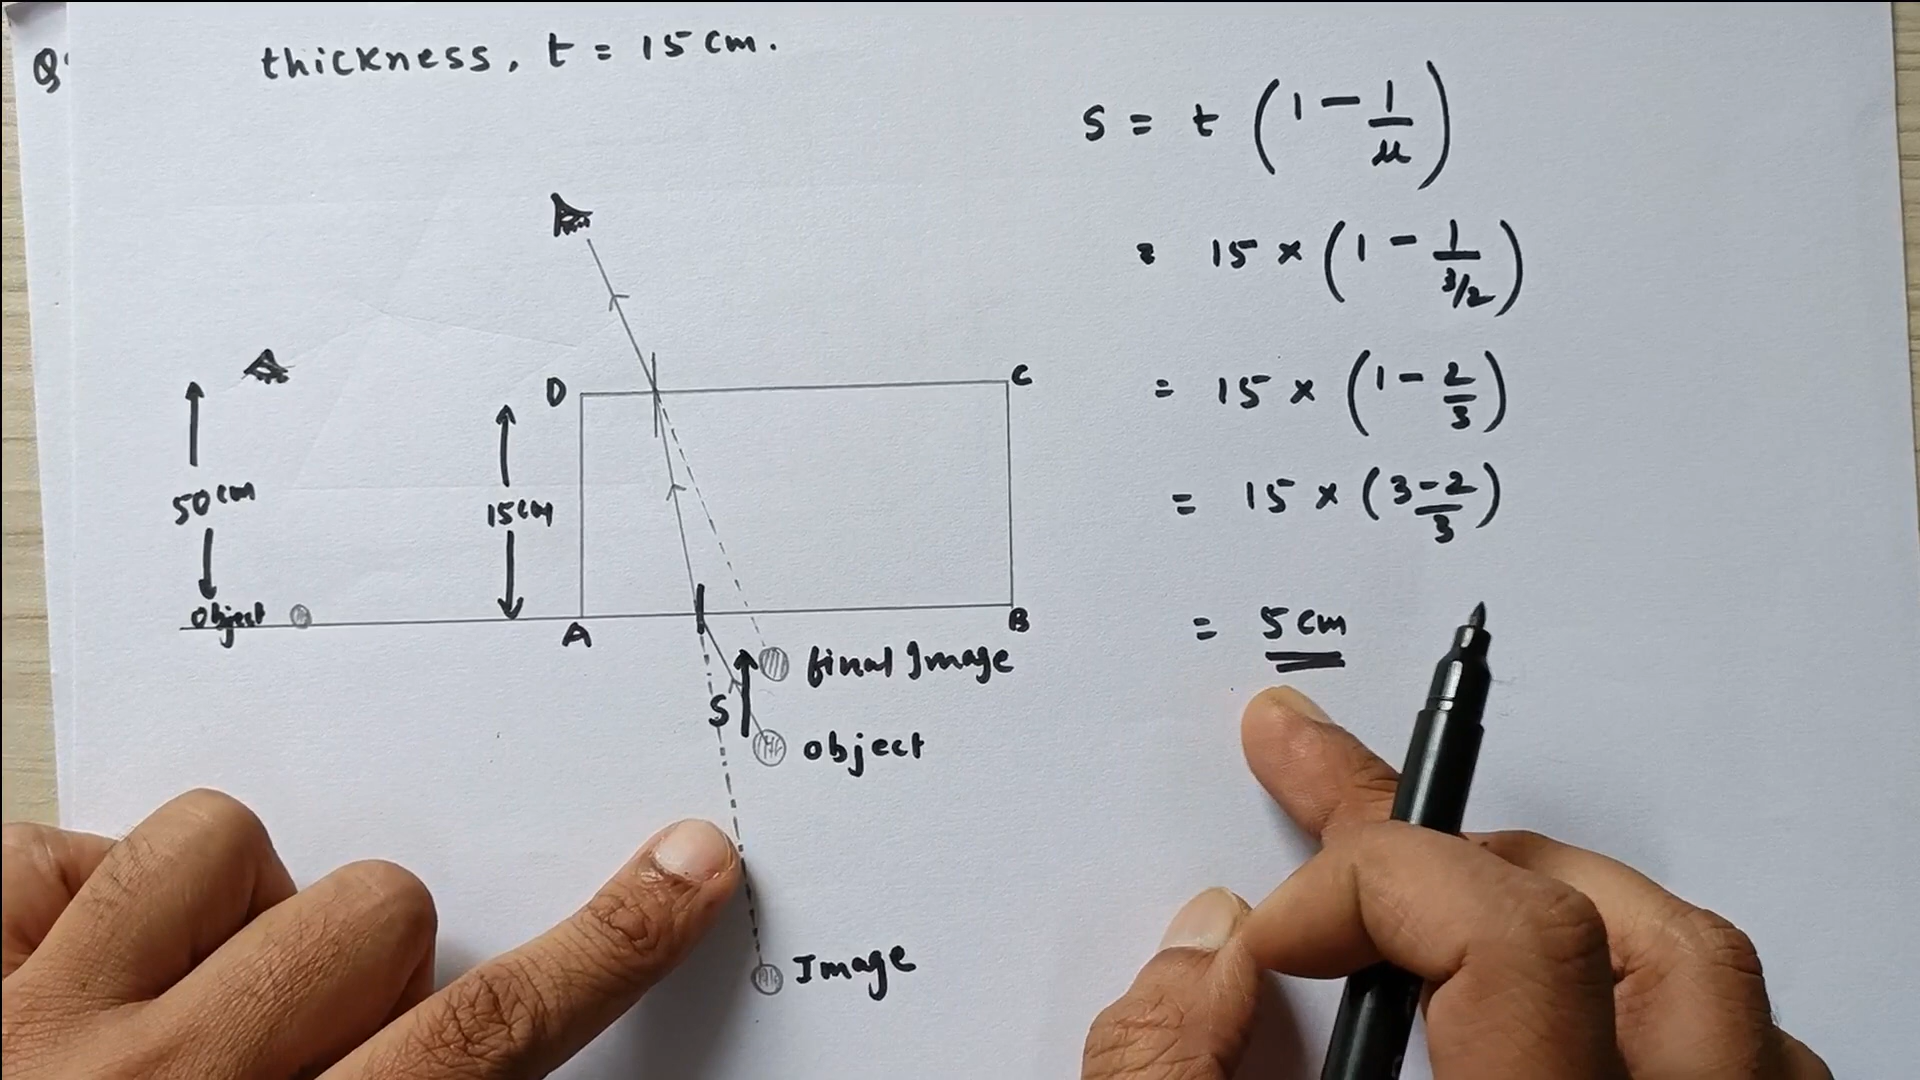 Q
thickness, t = 15 cm.
S = t (1 - 1/μ)
= 15 × (1 - 1/3/2)
= 15 × (1 - 2/3)
= 15 × (3-2/3)
= 5 cm
D
C
50 cm
15 cm
object
A
B
final Image
S
object
Image